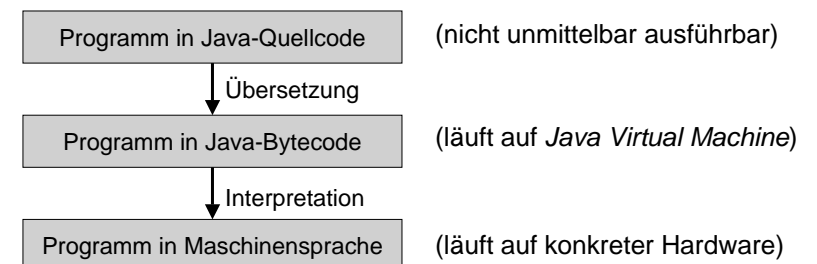 Programm in Java-Quellcode (nicht unmittelbar ausführbar)
Übersetzung
Programm in Java-Bytecode (läuft auf Java Virtual Machine)
Interpretation
Programm in Maschinensprache (läuft auf konkreter Hardware)